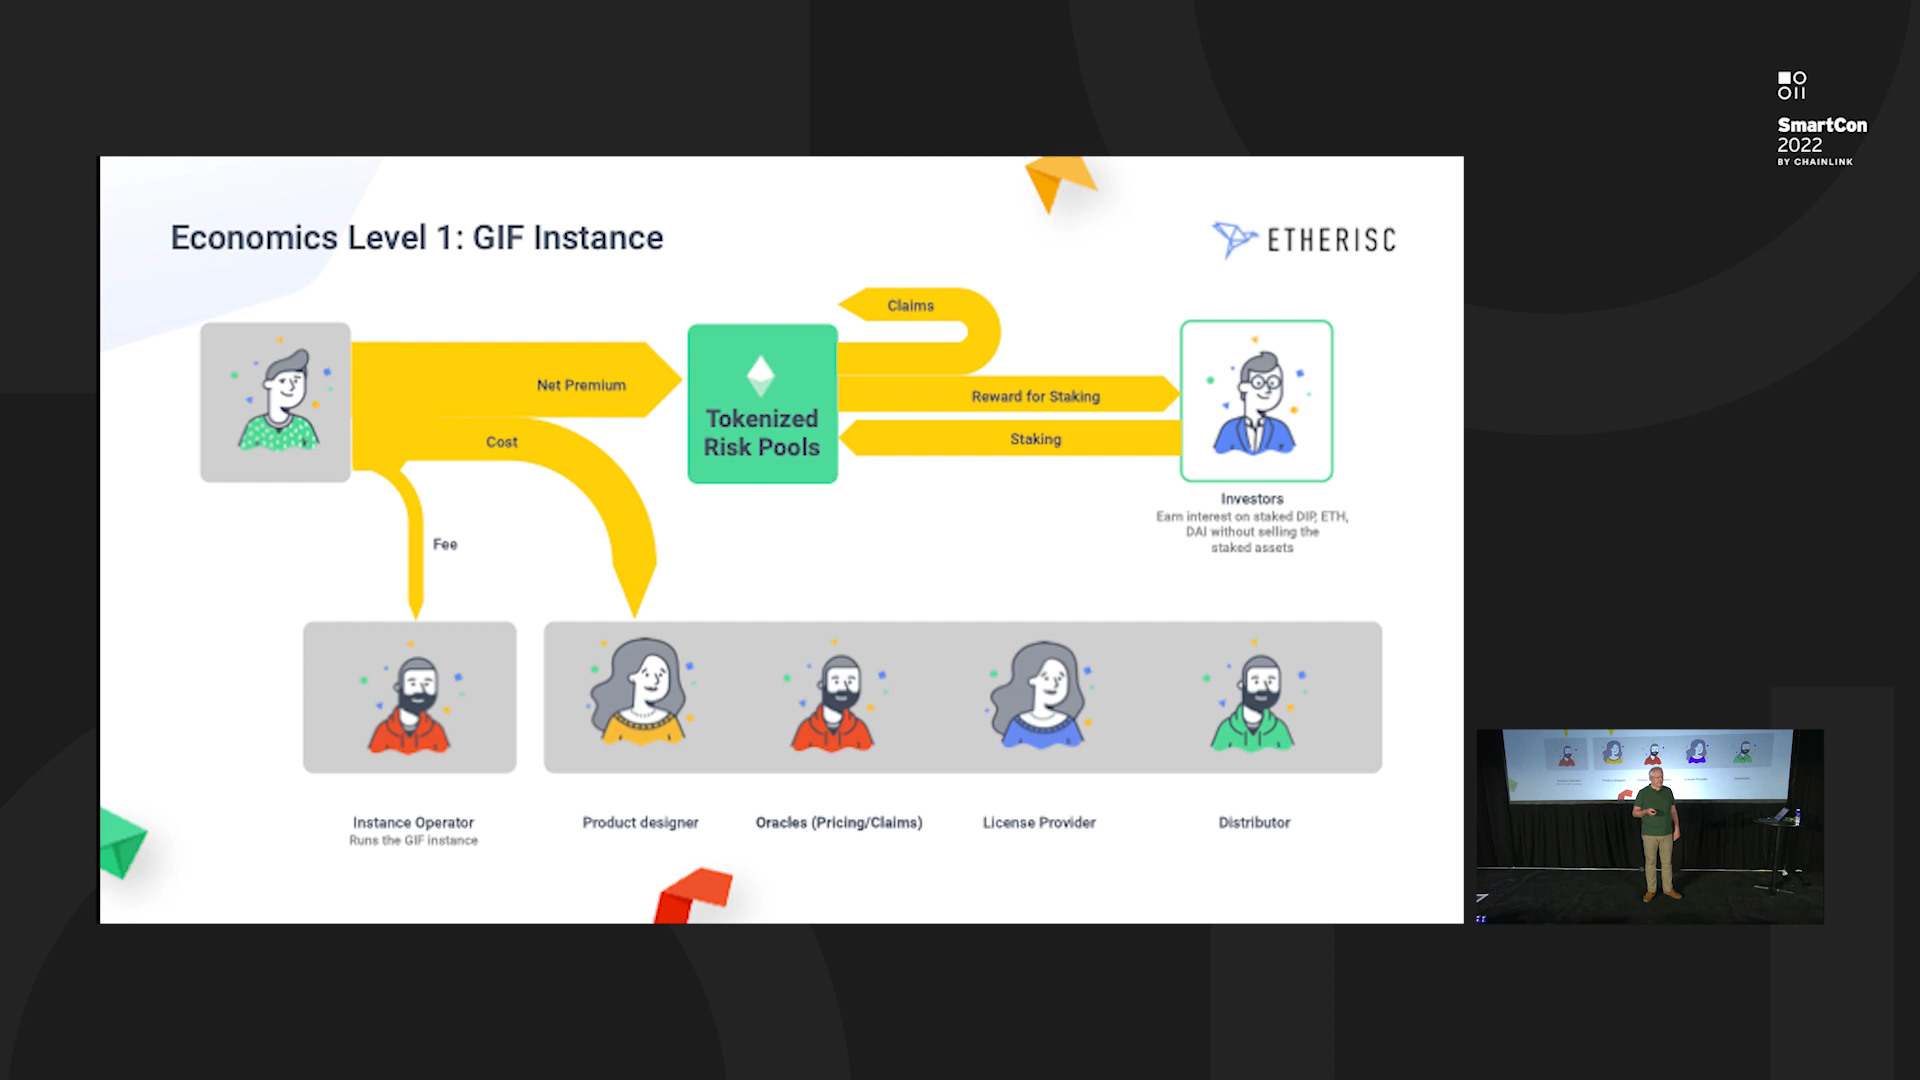 SmartCon
2022
BY CHAINLINK
Economics Level 1: GIF Instance
ETHERISC
Claims
Net Premium
Reward for Staking
Tokenized
Risk Pools
Cost
Staking
Investors
Earn interest on staked DIP, ETH,
DAI without selling the
staked assets
Fee
Instance Operator
Runs the GIF instance
Product designer
Oracles (Pricing/Claims)
License Provider
Distributor